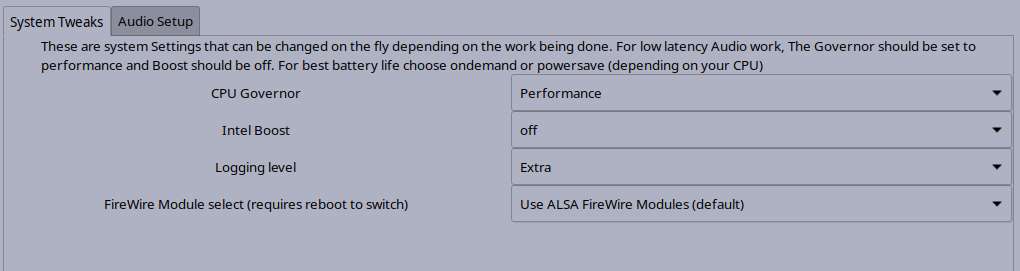 System Tweaks
Audio Setup
These are system Settings that can be changed on the fly depending on the work being done. For low latency Audio work, The Governor should be set to
performance and Boost should be off. For best battery life choose ondemand or powersave (depending on your CPU)
CPU Governor
Performance
Intel Boost
off
Logging level
Extra
FireWire Module select (requires reboot to switch)
Use ALSA FireWire Modules (default)